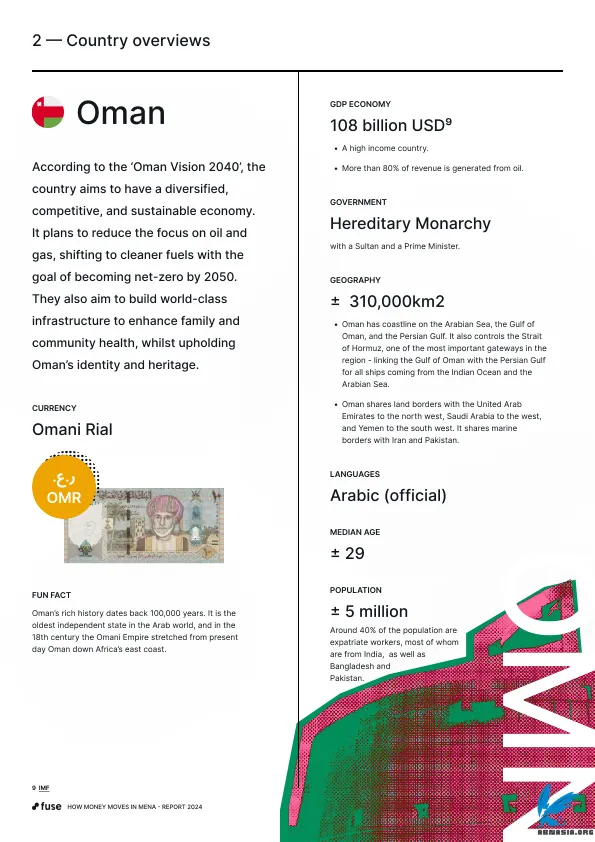 2 — Country overviews
Oman
According to the ‘Oman Vision 2040’, the
country aims to have a diversified,
competitive, and sustainable economy.
It plans to reduce the focus on oil and
gas, shifting to cleaner fuels with the
goal of becoming net-zero by 2050.
They also aim to build world-class
infrastructure to enhance family and
community health, whilst upholding
Oman’s identity and heritage.
CURRENCY
Omani Rial
ر.ع.
OMR
FUN FACT
Oman’s rich history dates back 100,000 years. It is the
oldest independent state in the Arab world, and in the
18th century the Omani Empire stretched from present
day Oman down Africa’s east coast.
9 IMF
fuse HOW MONEY MOVES IN MENA - REPORT 2024
GDP ECONOMY
108 billion USD⁹
• A high income country.
• More than 80% of revenue is generated from oil.
GOVERNMENT
Hereditary Monarchy
with a Sultan and a Prime Minister.
GEOGRAPHY
± 310,000km2
• Oman has coastline on the Arabian Sea, the Gulf of
Oman, and the Persian Gulf. It also controls the Strait
of Hormuz, one of the most important gateways in the
region - linking the Gulf of Oman with the Persian Gulf
for all ships coming from the Indian Ocean and the
Arabian Sea.
• Oman shares land borders with the United Arab
Emirates to the north west, Saudi Arabia to the west,
and Yemen to the south west. It shares marine
borders with Iran and Pakistan.
LANGUAGES
Arabic (official)
MEDIAN AGE
± 29
POPULATION
± 5 million
Around 40% of the population are
expatriate workers, most of whom
are from India, as well as
Bangladesh and
Pakistan.
OMN
ABNASIA.ORG